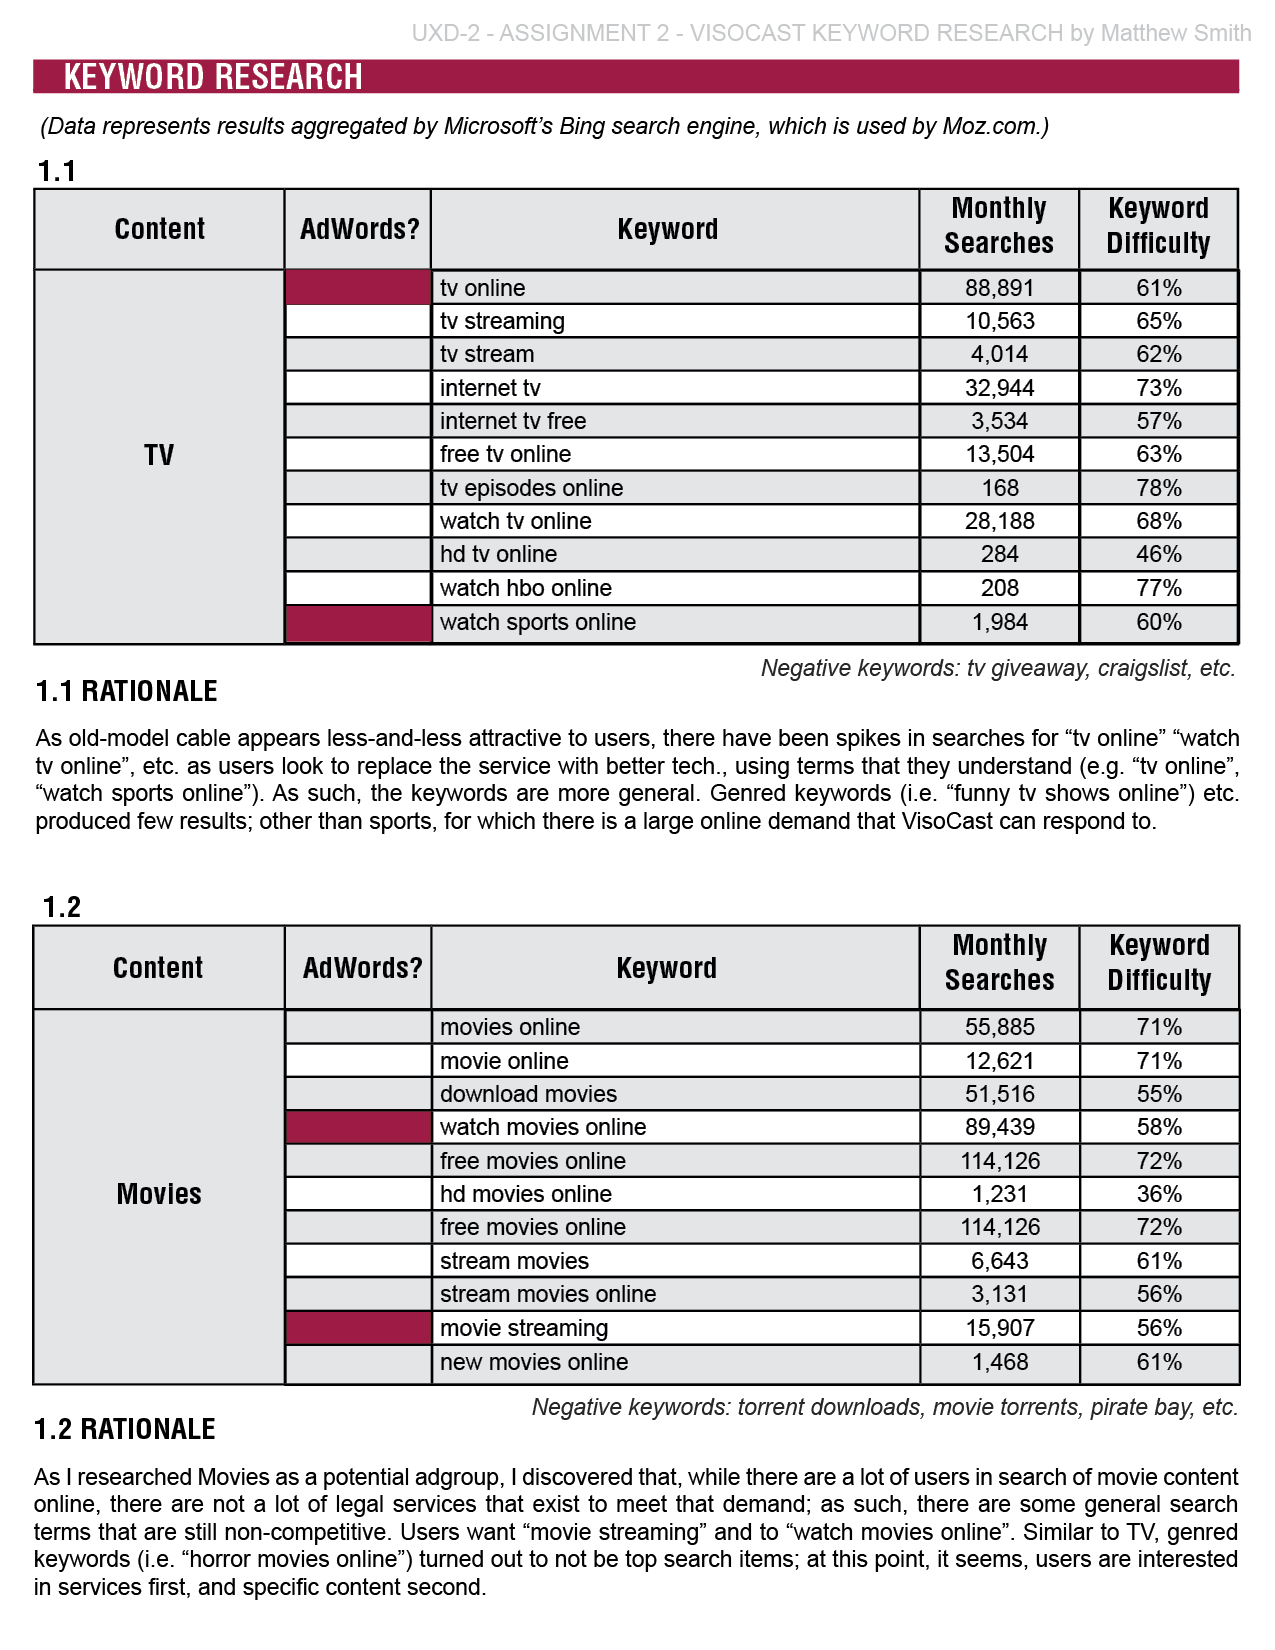 UXD-2 - ASSIGNMENT 2 - VISOCAST KEYWORD RESEARCH by Matthew Smith
KEYWORD RESEARCH
(Data represents results aggregated by Microsoft’s Bing search engine, which is used by Moz.com.)
1.1
Content AdWords? Keyword Monthly Searches Keyword Difficulty
TV
tv online 88,891 61%
tv streaming 10,563 65%
tv stream 4,014 62%
internet tv 32,944 73%
internet tv free 3,534 57%
free tv online 13,504 63%
tv episodes online 168 78%
watch tv online 28,188 68%
hd tv online 284 46%
watch hbo online 208 77%
watch sports online 1,984 60%
Negative keywords: tv giveaway, craigslist, etc.
1.1 RATIONALE
As old-model cable appears less-and-less attractive to users, there have been spikes in searches for “tv online” “watch
tv online”, etc. as users look to replace the service with better tech., using terms that they understand (e.g. “tv online”,
“watch sports online”). As such, the keywords are more general. Genred keywords (i.e. “funny tv shows online”) etc.
produced few results; other than sports, for which there is a large online demand that VisoCast can respond to.
1.2
Content AdWords? Keyword Monthly Searches Keyword Difficulty
Movies
movies online 55,885 71%
movie online 12,621 71%
download movies 51,516 55%
watch movies online 89,439 58%
free movies online 114,126 72%
hd movies online 1,231 36%
free movies online 114,126 72%
stream movies 6,643 61%
stream movies online 3,131 56%
movie streaming 15,907 56%
new movies online 1,468 61%
Negative keywords: torrent downloads, movie torrents, pirate bay, etc.
1.2 RATIONALE
As I researched Movies as a potential adgroup, I discovered that, while there are a lot of users in search of movie content
online, there are not a lot of legal services that exist to meet that demand; as such, there are some general search
terms that are still non-competitive. Users want “movie streaming” and to “watch movies online”. Similar to TV, genred
keywords (i.e. “horror movies online”) turned out to not be top search items; at this point, it seems, users are interested
in services first, and specific content second.